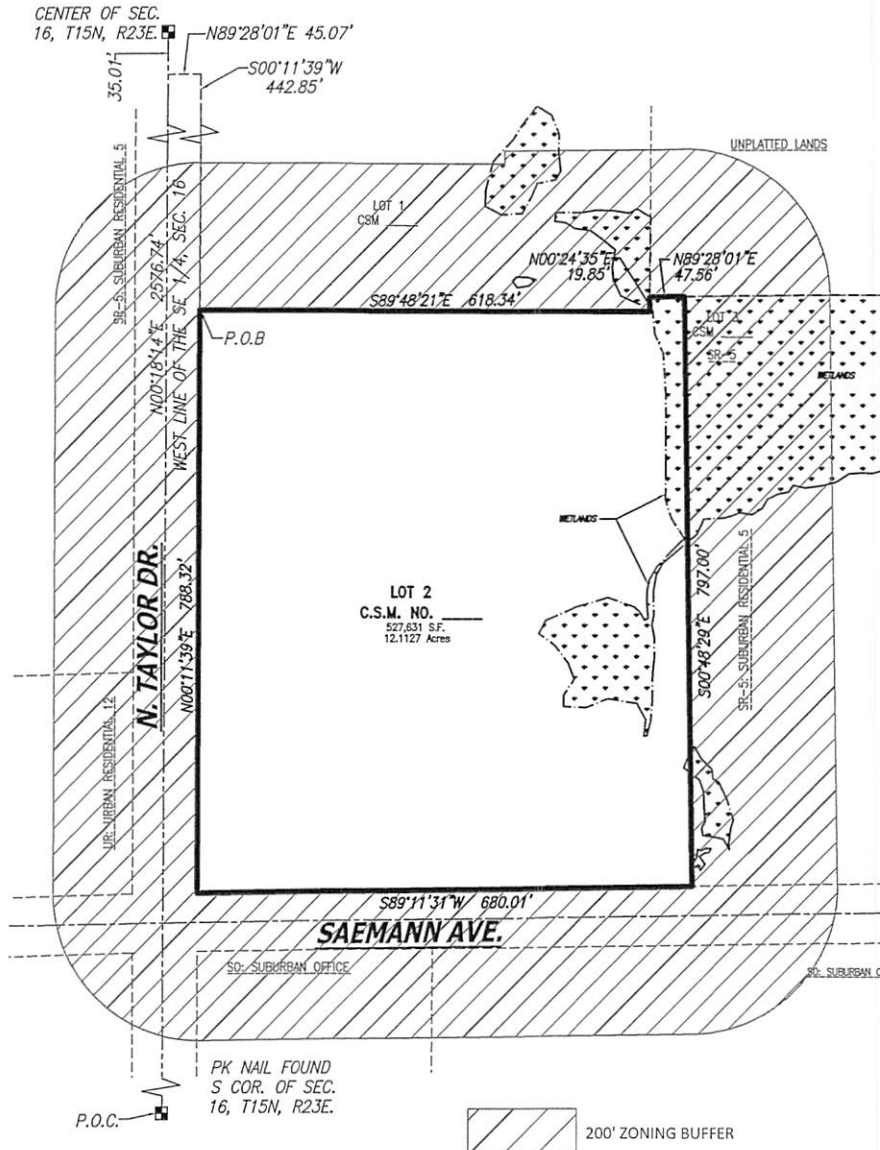 CENTER OF SEC.
16, T15N, R23E.
N89°28'01"E 45.07'
S00°11'39"W
442.85'
35.01'
UNPLATTED LANDS
SR-5: SUBURBAN RESIDENTIAL 5
N00°18'14"E 2576.74'
WEST LINE OF THE SE 1/4, SEC. 16
LOT 1
CSM
N00°24'35"E
19.85'
N89°28'01"E
47.56'
S89°48'21"E 618.34'
P.O.B
LOT 1
CSM
SR-5
WETLANDS
WETLANDS
N. TAYLOR DR.
N00°11'39"E 788.32'
LOT 2
C.S.M. NO.
527,631 S.F.
12.1127 Acres
S00°48'29"E 797.00'
SR-5: SUBURBAN RESIDENTIAL 5
UR: URBAN RESIDENTIAL 12
S89°11'31"W 680.01'
SAEMANN AVE.
SO: SUBURBAN OFFICE
SO: SUBURBAN O
PK NAIL FOUND
S COR. OF SEC.
16, T15N, R23E.
P.O.C.
200' ZONING BUFFER